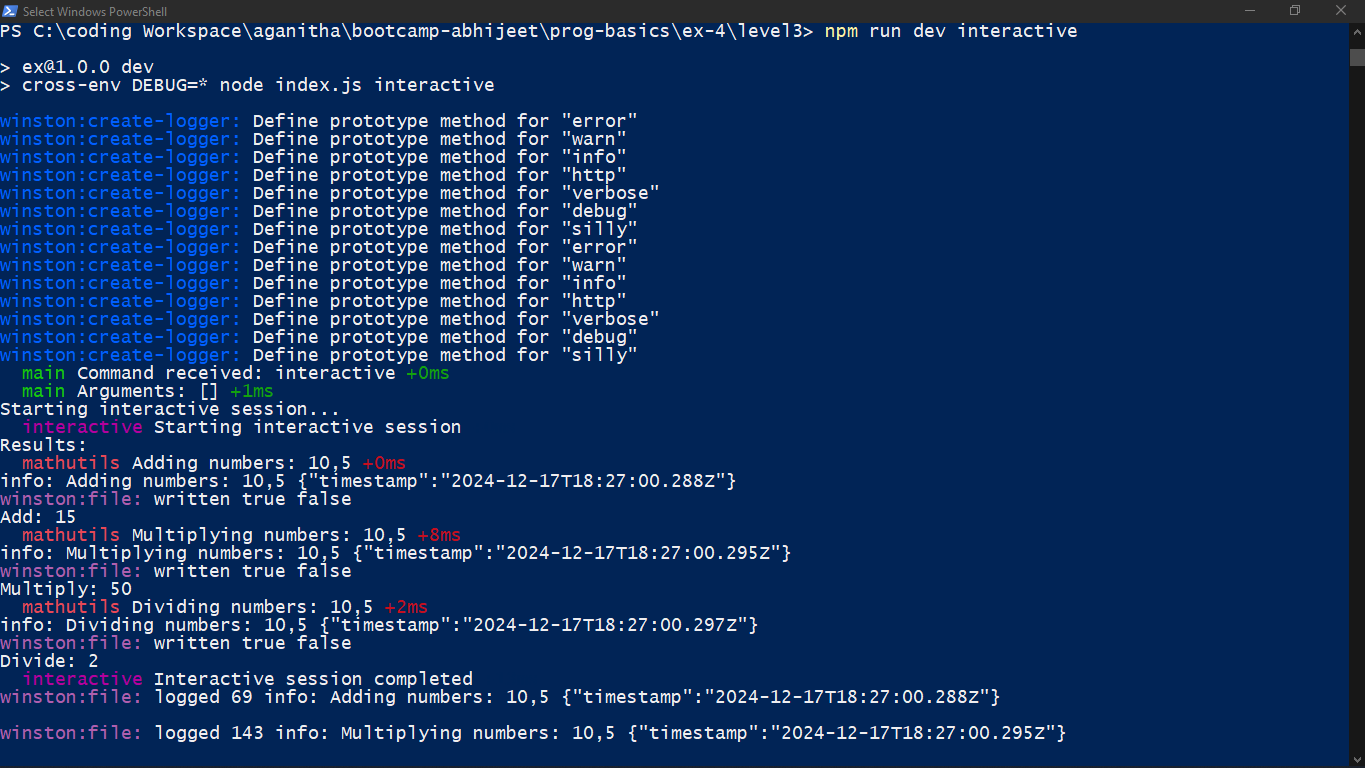 Select Windows PowerShell
PS C:\coding Workspace\aganitha\bootcamp-abhijeet\prog-basics\ex-4\level3> npm run dev interactive
> ex@1.0.0 dev
> cross-env DEBUG=* node index.js interactive
winston:create-logger: Define prototype method for "error"
winston:create-logger: Define prototype method for "warn"
winston:create-logger: Define prototype method for "info"
winston:create-logger: Define prototype method for "http"
winston:create-logger: Define prototype method for "verbose"
winston:create-logger: Define prototype method for "debug"
winston:create-logger: Define prototype method for "silly"
winston:create-logger: Define prototype method for "error"
winston:create-logger: Define prototype method for "warn"
winston:create-logger: Define prototype method for "info"
winston:create-logger: Define prototype method for "http"
winston:create-logger: Define prototype method for "verbose"
winston:create-logger: Define prototype method for "debug"
winston:create-logger: Define prototype method for "silly"
main Command received: interactive +0ms
main Arguments: [] +1ms
Starting interactive session...
interactive Starting interactive session
Results:
mathutils Adding numbers: 10,5 +0ms
info: Adding numbers: 10,5 {"timestamp":"2024-12-17T18:27:00.288Z"}
winston:file: written true false
Add: 15
mathutils Multiplying numbers: 10,5 +8ms
info: Multiplying numbers: 10,5 {"timestamp":"2024-12-17T18:27:00.295Z"}
winston:file: written true false
Multiply: 50
mathutils Dividing numbers: 10,5 +2ms
info: Dividing numbers: 10,5 {"timestamp":"2024-12-17T18:27:00.297Z"}
winston:file: written true false
Divide: 2
interactive Interactive session completed
winston:file: logged 69 info: Adding numbers: 10,5 {"timestamp":"2024-12-17T18:27:00.288Z"}
winston:file: logged 143 info: Multiplying numbers: 10,5 {"timestamp":"2024-12-17T18:27:00.295Z"}